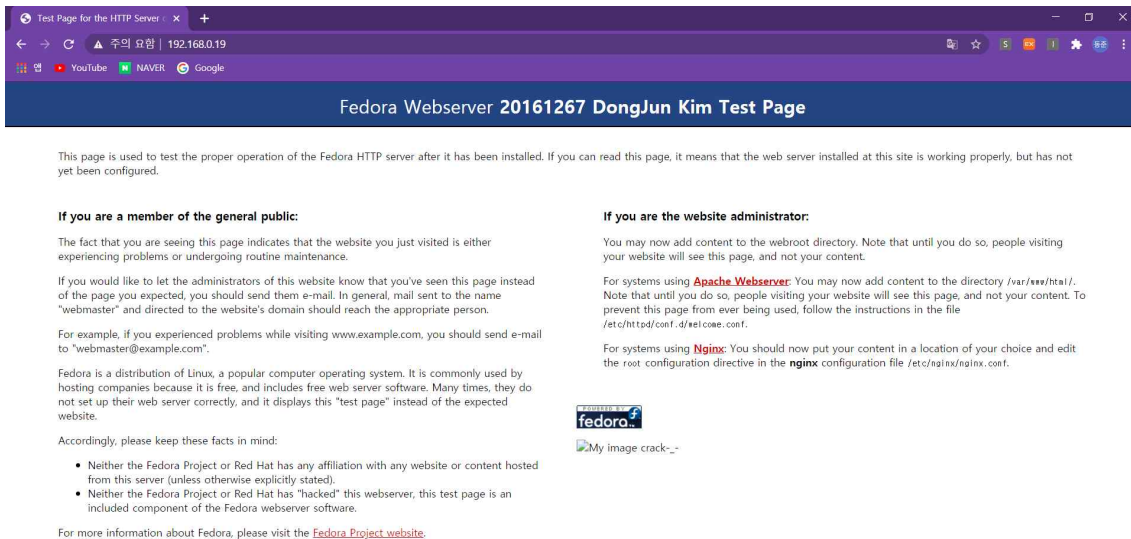 Test Page for the HTTP Server
주의 요함 | 192.168.0.19
앱 YouTube NAVER Google
Fedora Webserver 20161267 DongJun Kim Test Page
This page is used to test the proper operation of the Fedora HTTP server after it has been installed. If you can read this page, it means that the web server installed at this site is working properly, but has not
yet been configured.
If you are a member of the general public:
The fact that you are seeing this page indicates that the website you just visited is either
experiencing problems or undergoing routine maintenance.
If you would like to let the administrators of this website know that you've seen this page instead
of the page you expected, you should send them e-mail. In general, mail sent to the name
"webmaster" and directed to the website's domain should reach the appropriate person.
For example, if you experienced problems while visiting www.example.com, you should send e-mail
to "webmaster@example.com".
Fedora is a distribution of Linux, a popular computer operating system. It is commonly used by
hosting companies because it is free, and includes free web server software. Many times, they do
not set up their web server correctly, and it displays this "test page" instead of the expected
website.
Accordingly, please keep these facts in mind:
• Neither the Fedora Project or Red Hat has any affiliation with any website or content hosted
from this server (unless otherwise explicitly stated).
• Neither the Fedora Project or Red Hat has "hacked" this webserver, this test page is an
included component of the Fedora webserver software.
For more information about Fedora, please visit the Fedora Project website.
If you are the website administrator:
You may now add content to the webroot directory. Note that until you do so, people visiting
your website will see this page, and not your content.
For systems using Apache Webserver: You may now add content to the directory /var/www/html/.
Note that until you do so, people visiting your website will see this page, and not your content. To
prevent this page from ever being used, follow the instructions in the file
/etc/httpd/conf.d/welcome.conf.
For systems using Nginx: You should now put your content in a location of your choice and edit
the root configuration directive in the nginx configuration file /etc/nginx/nginx.conf.
POWERED BY
fedora
My image crack-_-